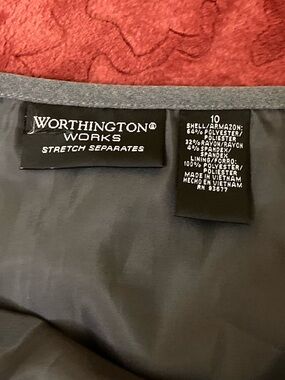 WORTHINGTON®
WORKS
STRETCH SEPARATES
10
SHELL/ARMAZON:
64% POLYESTER/
POLIESTER
32% RAYON/RAYON
4% SPANDEX/
SPANDEX
LINING/FORRO:
100% POLYESTER/
POLIESTER
MADE IN VIETNAM
HECHO EN VIETNAM
RN 93677